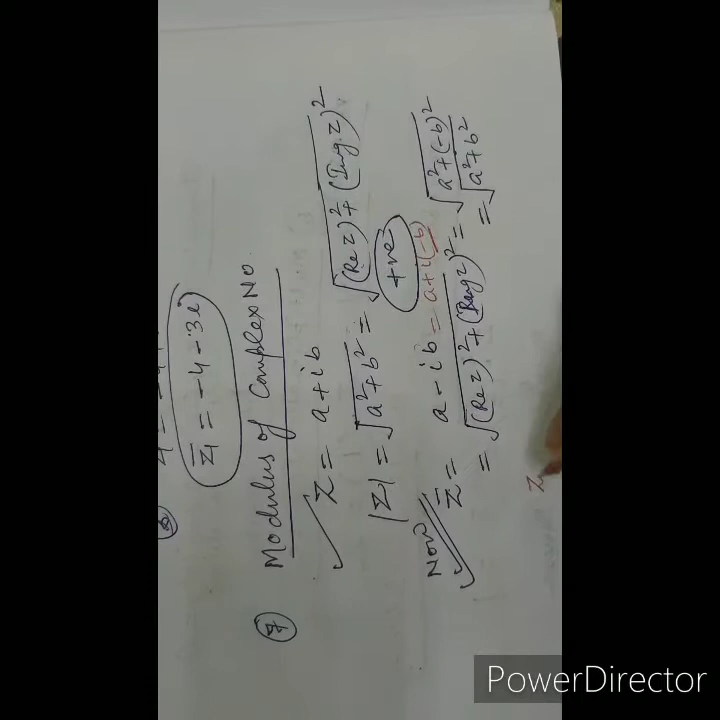 z̄₁ = -4-3i
⑦ Modulus of Complex No.
z = a+ib
|z| = √a²+b² = √(Re z)²+(Img z)²
+ve
Now z̄ = a-ib = a+i(-b)
= √(Re z)²+(Img z)² = √a²+(-b)²
= √a²+b²
z
PowerDirector